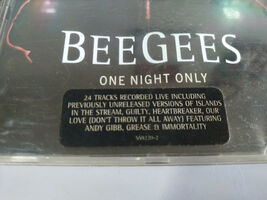 BEEGEES
ONE NIGHT ONLY
24 TRACKS RECORDED LIVE INCLUDING
PREVIOUSLY UNRELEASED VERSIONS OF ISLANDS
IN THE STREAM, GUILTY, HEARTBREAKER, OUR
LOVE (DON'T THROW IT ALL AWAY) FEATURING
ANDY GIBB, GREASE & IMMORTALITY